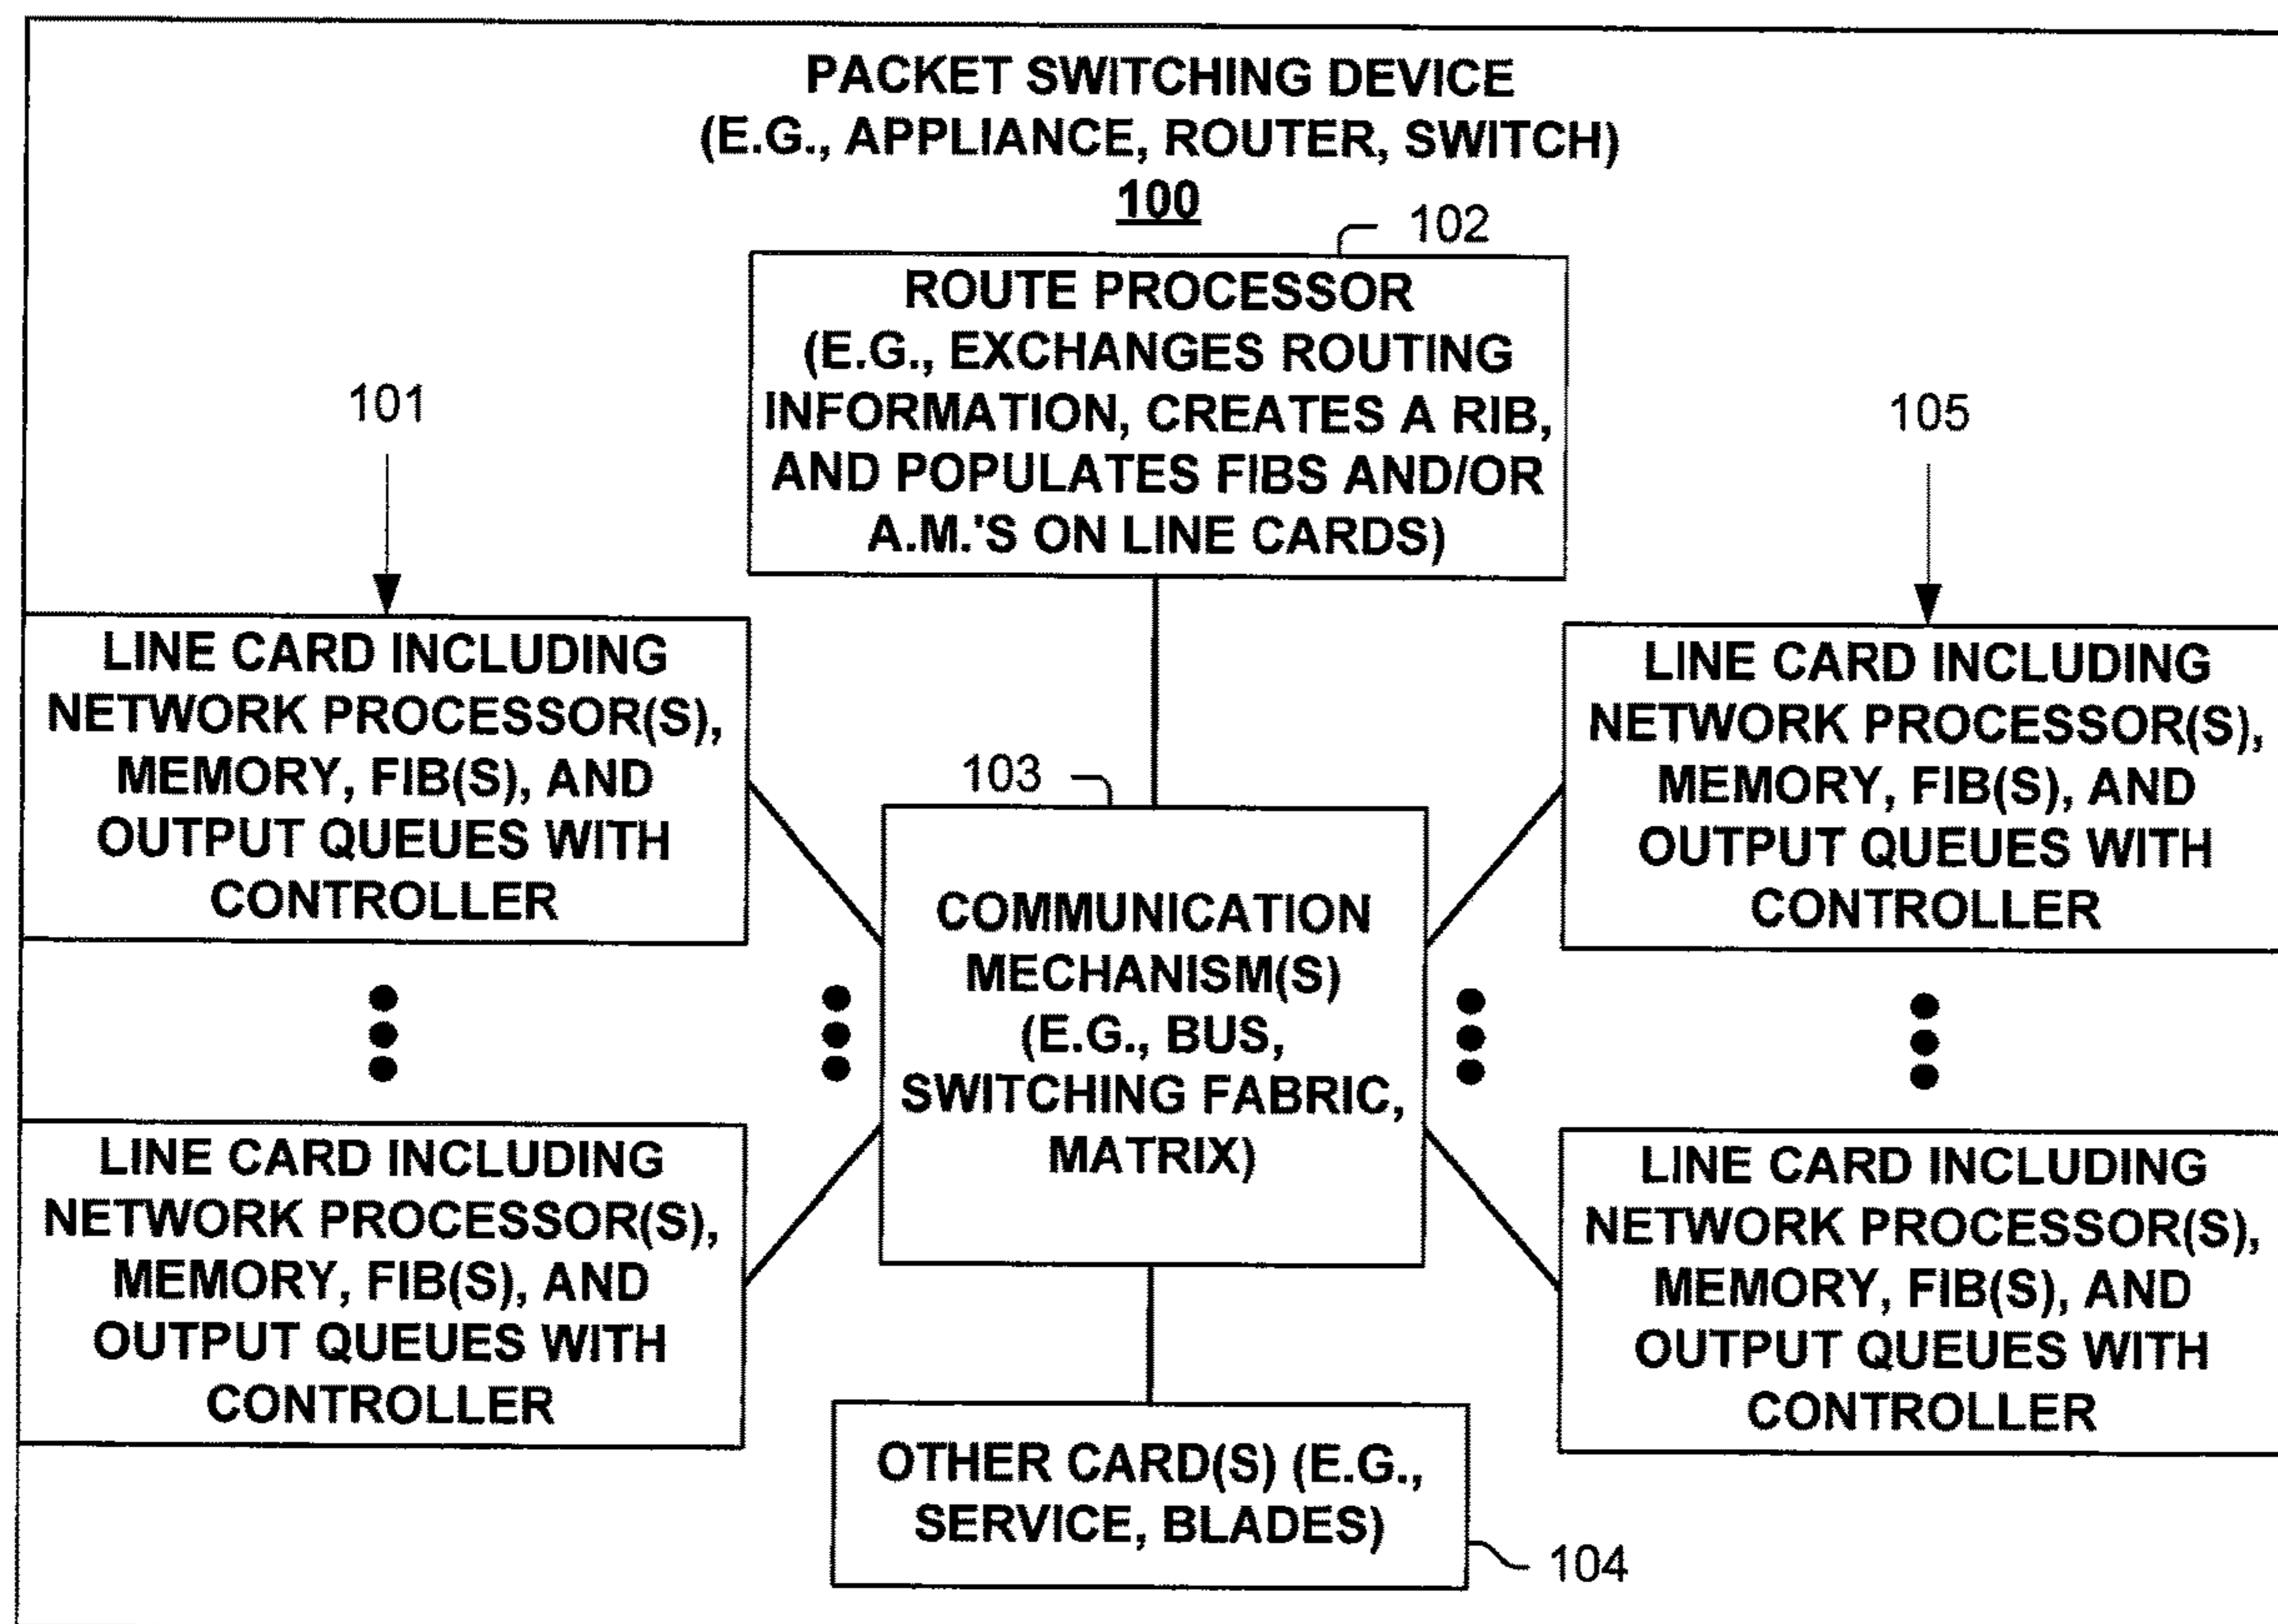 PACKET SWITCHING DEVICE
(E.G., APPLIANCE, ROUTER, SWITCH)
100
102
ROUTE PROCESSOR
(E.G., EXCHANGES ROUTING
INFORMATION, CREATES A RIB,
AND POPULATES FIBS AND/OR
A.M.'S ON LINE CARDS)
101
105
LINE CARD INCLUDING
NETWORK PROCESSOR(S),
MEMORY, FIB(S), AND
OUTPUT QUEUES WITH
CONTROLLER
LINE CARD INCLUDING
NETWORK PROCESSOR(S),
MEMORY, FIB(S), AND
OUTPUT QUEUES WITH
CONTROLLER
103
COMMUNICATION
MECHANISM(S)
(E.G., BUS,
SWITCHING FABRIC,
MATRIX)
LINE CARD INCLUDING
NETWORK PROCESSOR(S),
MEMORY, FIB(S), AND
OUTPUT QUEUES WITH
CONTROLLER
LINE CARD INCLUDING
NETWORK PROCESSOR(S),
MEMORY, FIB(S), AND
OUTPUT QUEUES WITH
CONTROLLER
OTHER CARD(S) (E.G.,
SERVICE, BLADES)
104